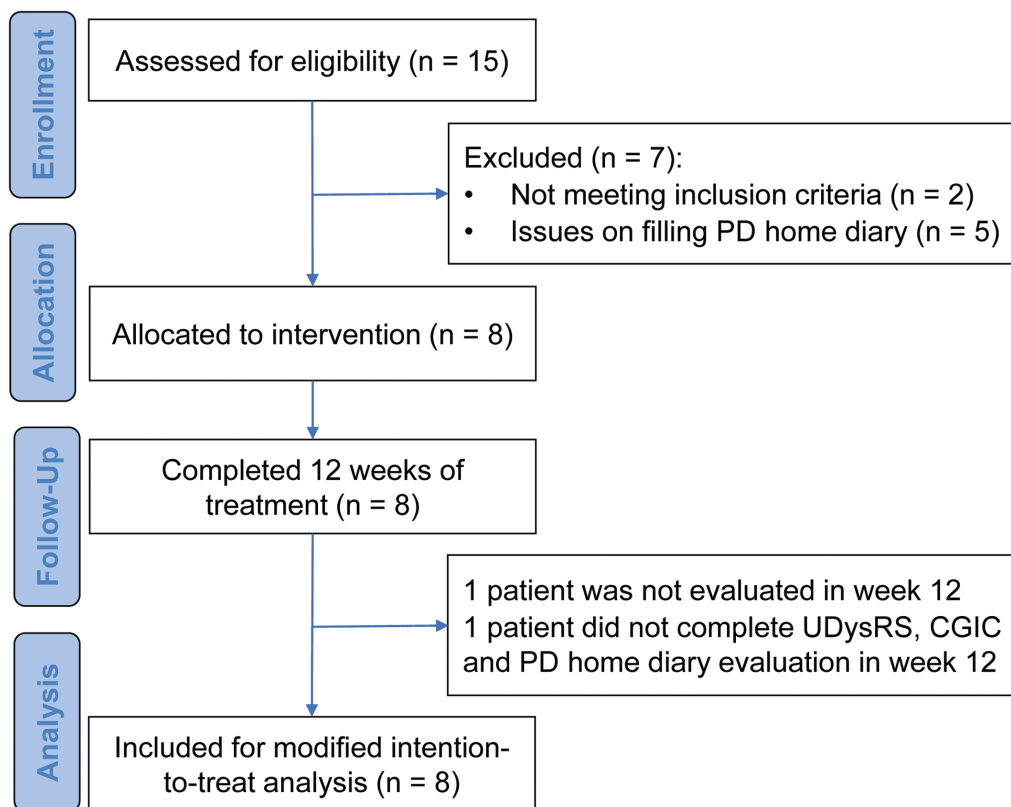 Enrollment
Assessed for eligibility (n = 15)
Excluded (n = 7):
• Not meeting inclusion criteria (n = 2)
• Issues on filling PD home diary (n = 5)
Allocation
Allocated to intervention (n = 8)
Follow-Up
Completed 12 weeks of
treatment (n = 8)
1 patient was not evaluated in week 12
1 patient did not complete UDysRS, CGIC
and PD home diary evaluation in week 12
Analysis
Included for modified intention-
to-treat analysis (n = 8)